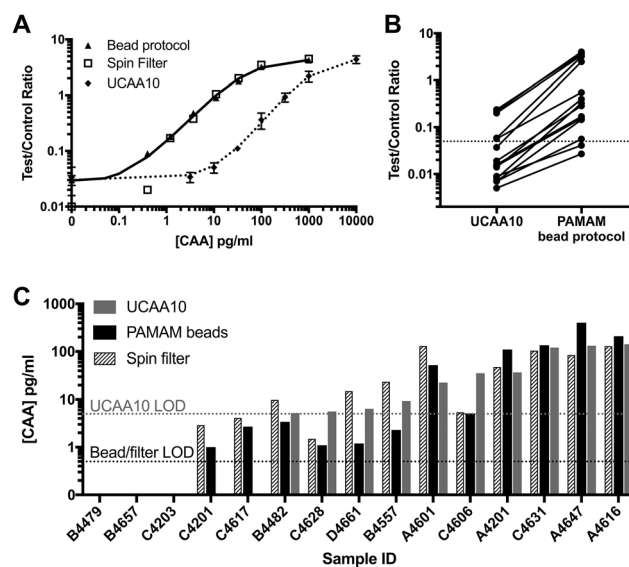 A
Bead protocol
Spin Filter
UCAA10
Test/Control Ratio
10
1
0.1
0.01
0
0.1
1
10
100
1000
10000
[CAA] pg/ml
B
Test/Control Ratio
10
1
0.1
0.01
UCAA10
PAMAM
bead protocol
C
UCAA10
PAMAM beads
Spin filter
[CAA] pg/ml
1000
100
10
1
0
UCAA10 LOD
Bead/filter LOD
B4479
B4657
C4203
C4201
C4617
B4482
C4628
D4661
B4557
A4601
C4606
A4201
C4631
A4647
A4616
Sample ID